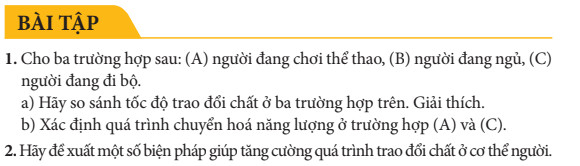 BÀI TẬP
1. Cho ba trường hợp sau: (A) người đang chơi thể thao, (B) người đang ngủ, (C)
người đang đi bộ.
a) Hãy so sánh tốc độ trao đổi chất ở ba trường hợp trên. Giải thích.
b) Xác định quá trình chuyển hoá năng lượng ở trường hợp (A) và (C).
2. Hãy đề xuất một số biện pháp giúp tăng cường quá trình trao đổi chất ở cơ thể người.